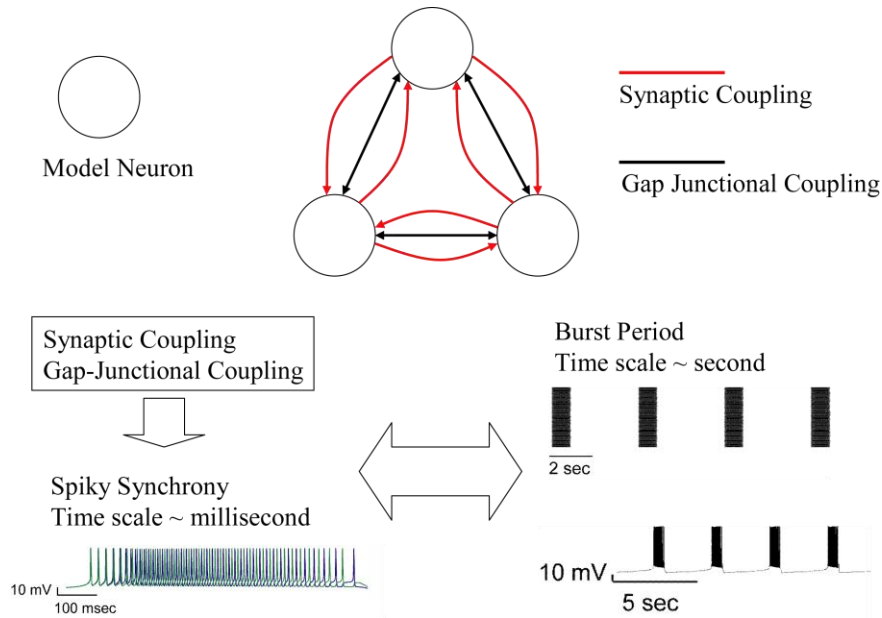 Model Neuron
Synaptic Coupling
Gap Junctional Coupling
Synaptic Coupling
Gap-Junctional Coupling
Burst Period
Time scale ~ second
2 sec
Spiky Synchrony
Time scale ~ millisecond
10 mV
100 msec
10 mV
5 sec